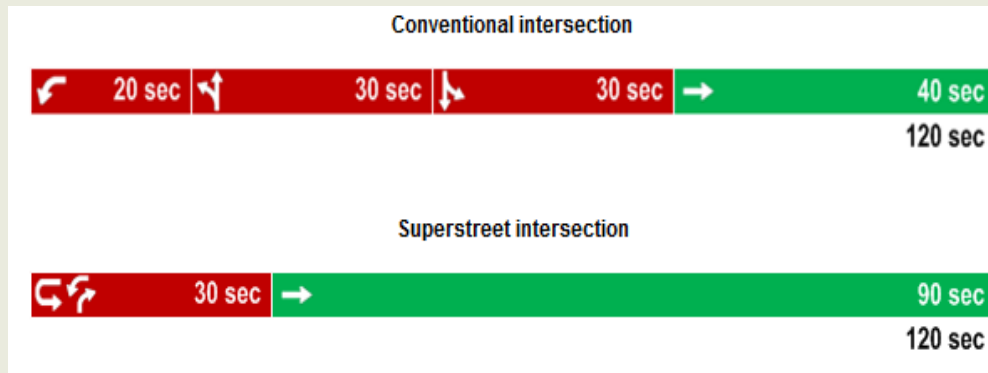 Conventional intersection
20 sec 30 sec 30 sec 40 sec
120 sec
Superstreet intersection
30 sec 90 sec
120 sec